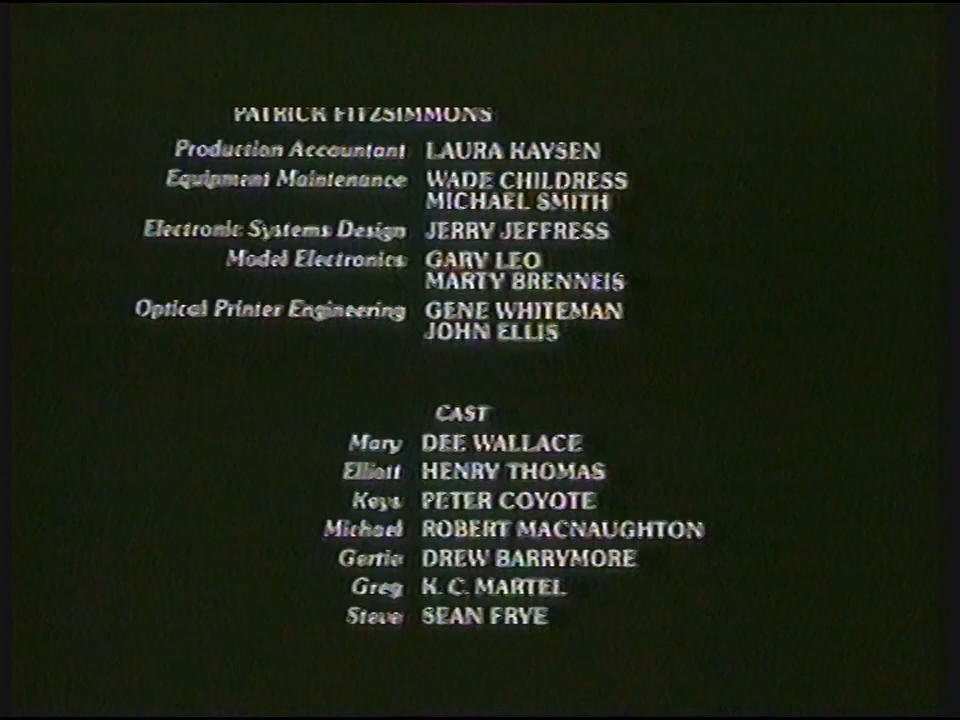 PATRICK FITZSIMMONS
Production Accountant LAURA KAYSEN
Equipment Maintenance WADE CHILDRESS
MICHAEL SMITH
Electronic Systems Design JERRY JEFFRESS
Model Electronics GARY LEO
MARTY BRENNEIS
Optical Printer Engineering GENE WHITEMAN
JOHN ELLIS
CAST
Mary DEE WALLACE
Elliott HENRY THOMAS
Keys PETER COYOTE
Michael ROBERT MACNAUGHTON
Gertie DREW BARRYMORE
Greg K. C. MARTEL
Steve SEAN FRYE